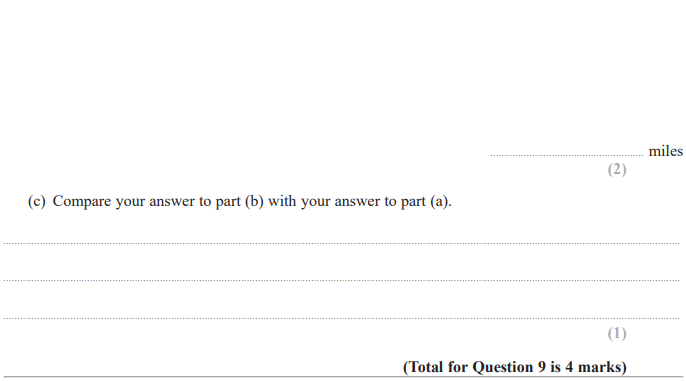 miles
(2)
(c) Compare your answer to part (b) with your answer to part (a).
(1)
(Total for Question 9 is 4 marks)